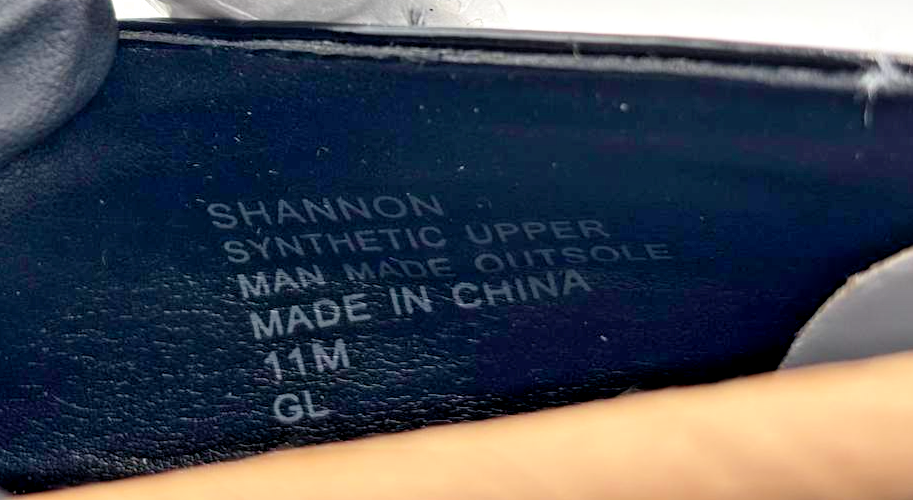 SHANNON
SYNTHETIC UPPER
MAN MADE OUTSOLE
MADE IN CHINA
11M
GL